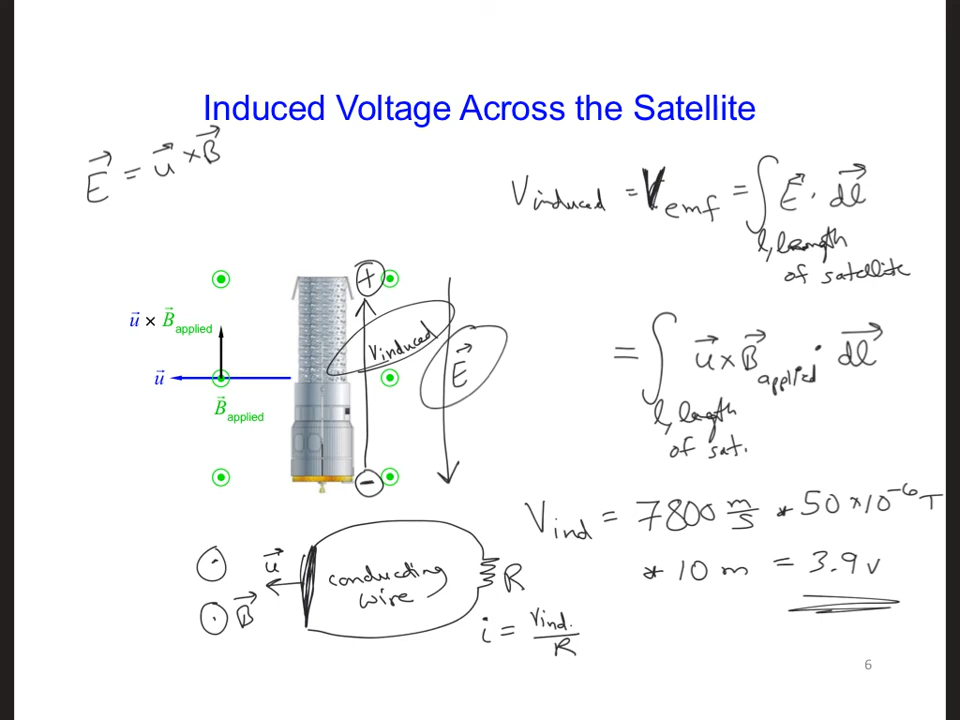 Induced Voltage Across the Satellite
E⃗ = u⃗ × B⃗
V induced = V emf = ∫ E⃗ · dl⃗
l, length
of satellite
+
u⃗ × B⃗ applied
V induced
E⃗
u⃗
B⃗ applied
= ∫ u⃗ × B⃗ applied · dl⃗
l, length
of sat.
−
V ind = 7800 m/s * 50 × 10⁻⁶ T
* 10 m = 3.9 v
u⃗
B⃗
conducting
wire
R
i = Vind. / R
6